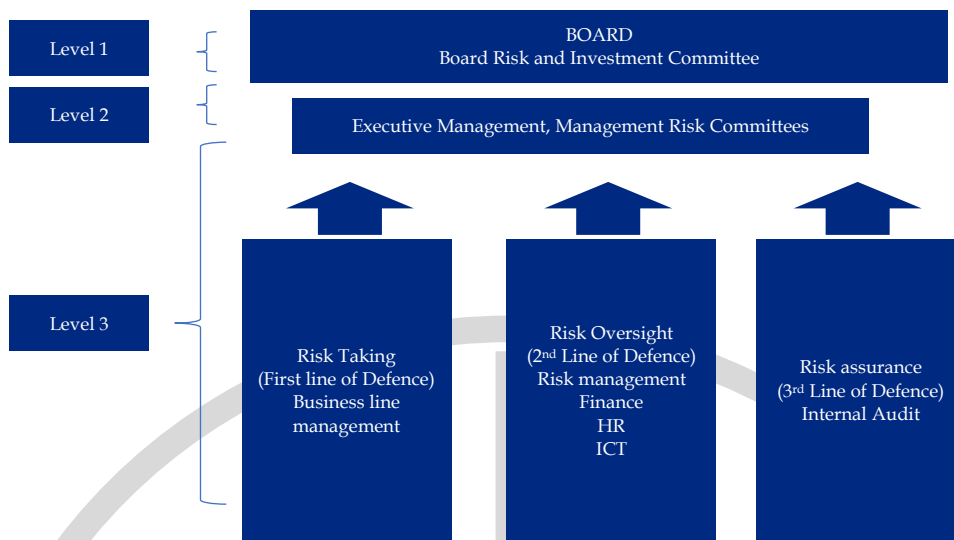 Level 1
BOARD
Board Risk and Investment Committee
Level 2
Executive Management, Management Risk Committees
Level 3
Risk Taking
(First line of Defence)
Business line
management
Risk Oversight
(2nd Line of Defence)
Risk management
Finance
HR
ICT
Risk assurance
(3rd Line of Defence)
Internal Audit